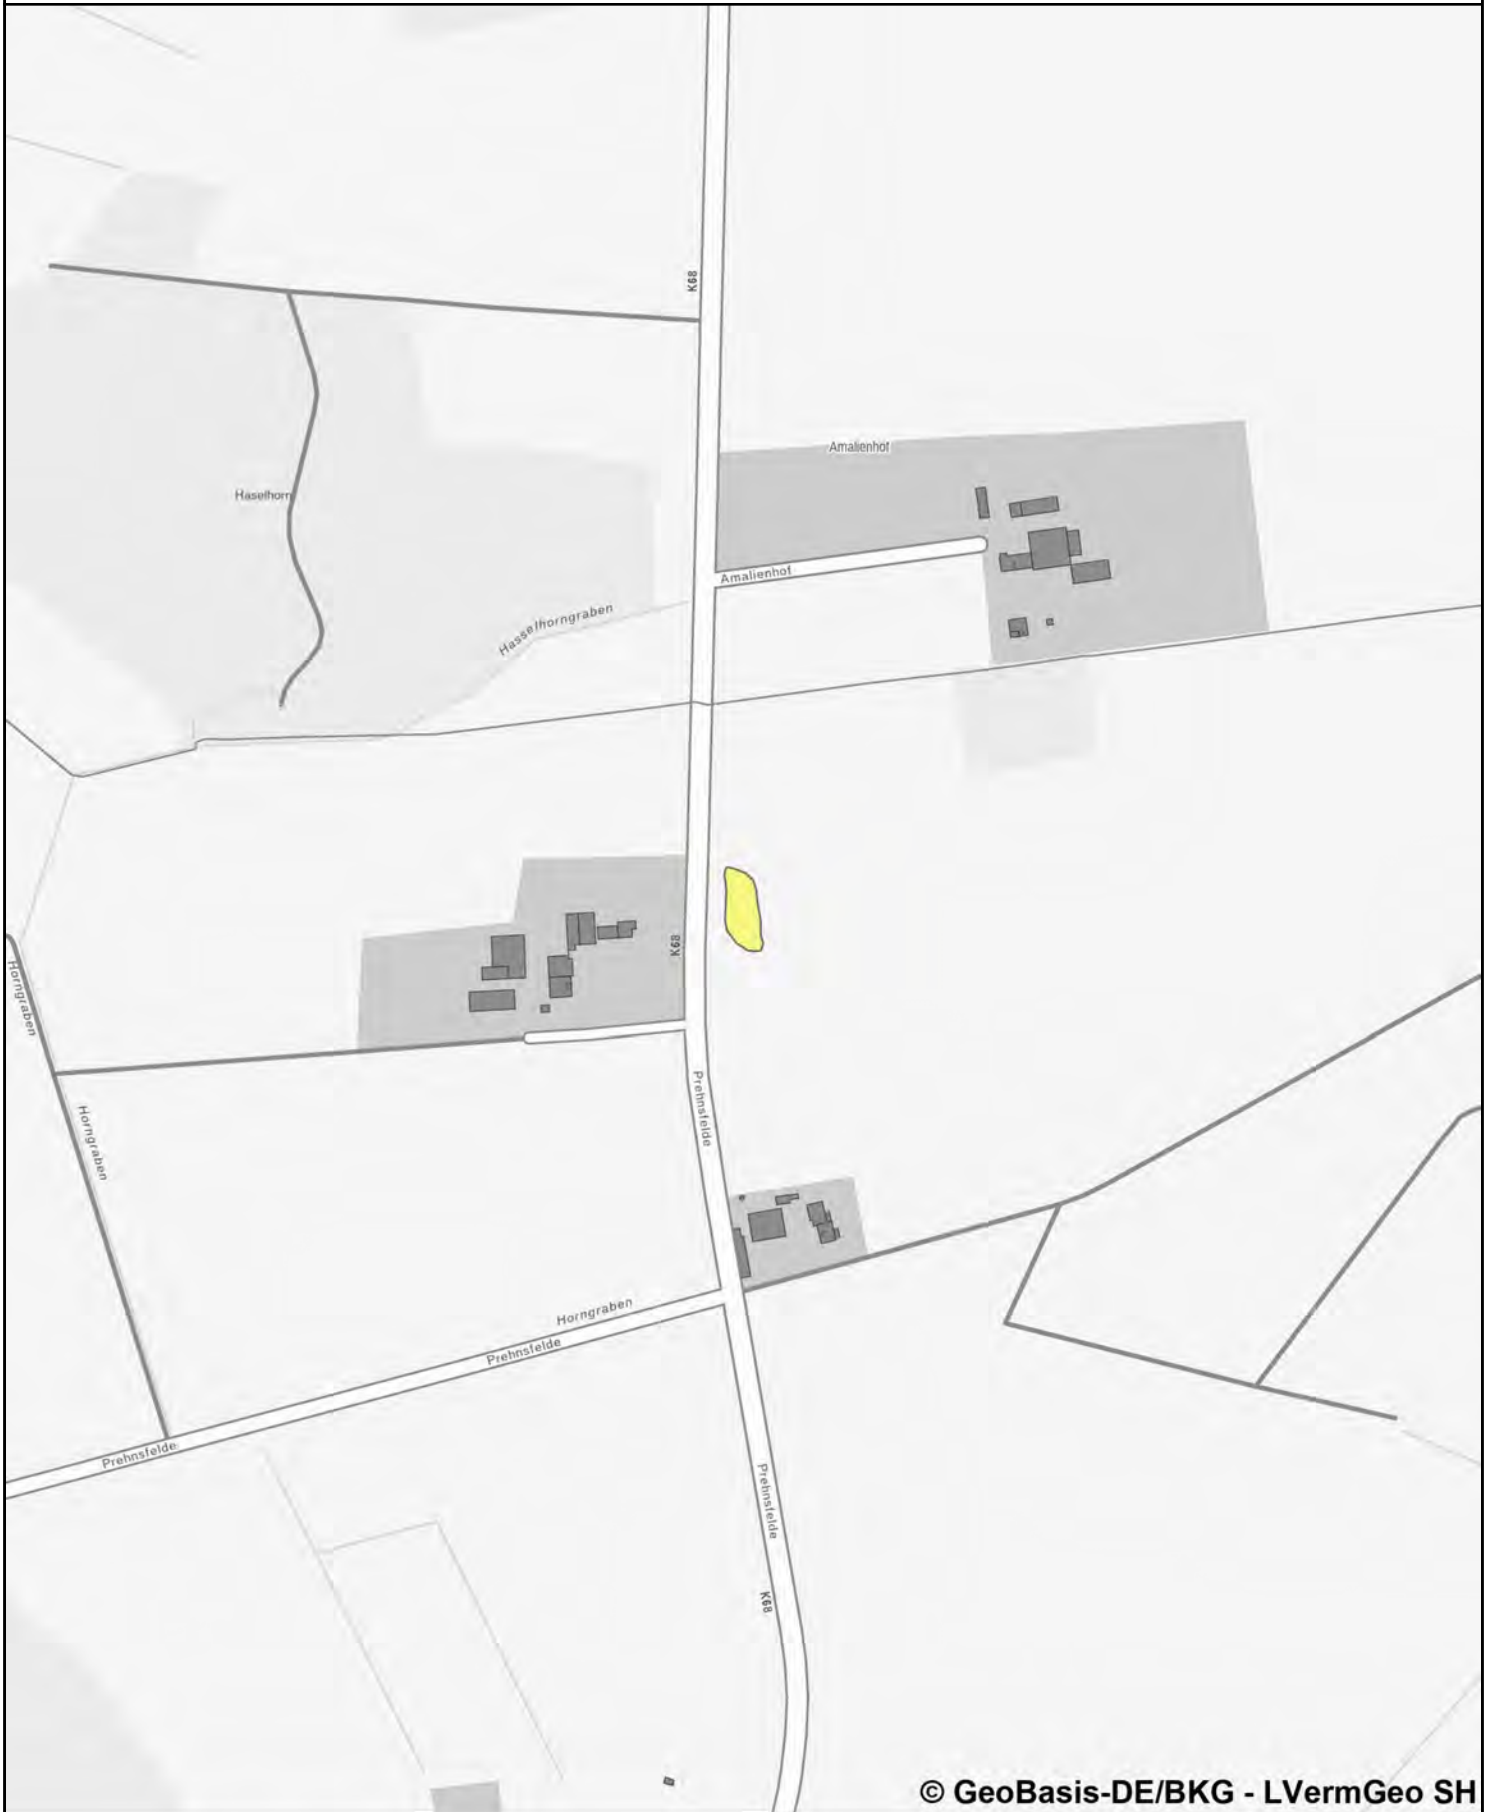 K68
Amalienhof
Haselhorn
Amalienhof
Hasselhorngraben
K68
Horngraben
Prehnsfelde
Horngraben
Horngraben
Prehnsfelde
Prehnsfelde
Prehnsfelde
K68
© GeoBasis-DE/BKG - LVermGeo SH